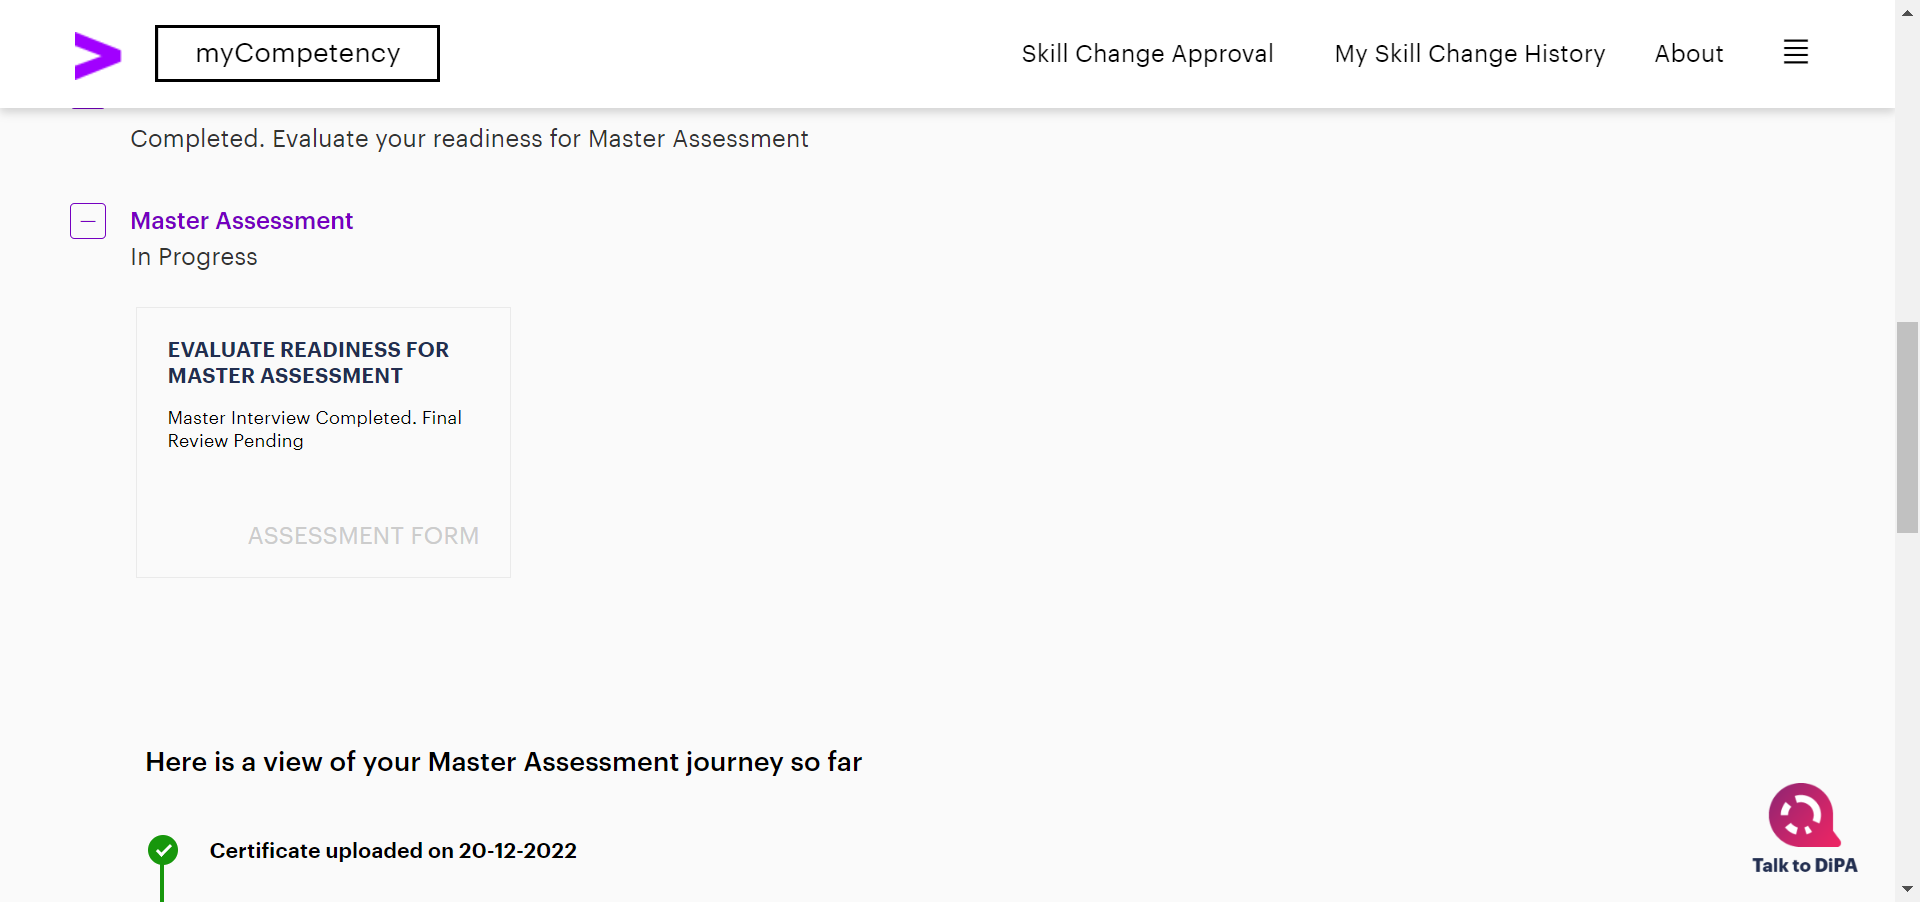 myCompetency
Skill Change Approval
My Skill Change History
About
Completed. Evaluate your readiness for Master Assessment
Master Assessment
In Progress
EVALUATE READINESS FOR
MASTER ASSESSMENT
Master Interview Completed. Final
Review Pending
ASSESSMENT FORM
Here is a view of your Master Assessment journey so far
Certificate uploaded on 20-12-2022
Talk to DiPA